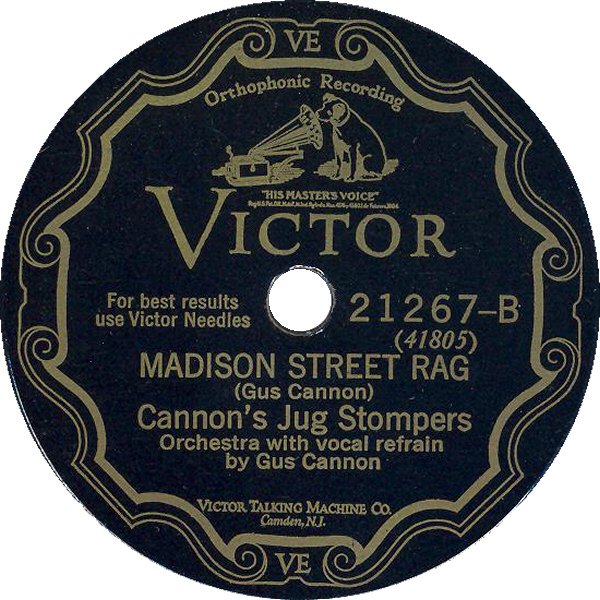 VE
Orthophonic Recording
"HIS MASTER'S VOICE"
VICTOR
For best results
use Victor Needles
21267-B
(41805)
MADISON STREET RAG
(Gus Cannon)
Cannon's Jug Stompers
Orchestra with vocal refrain
by Gus Cannon
VICTOR TALKING MACHINE CO.
Camden, N.J.
VE